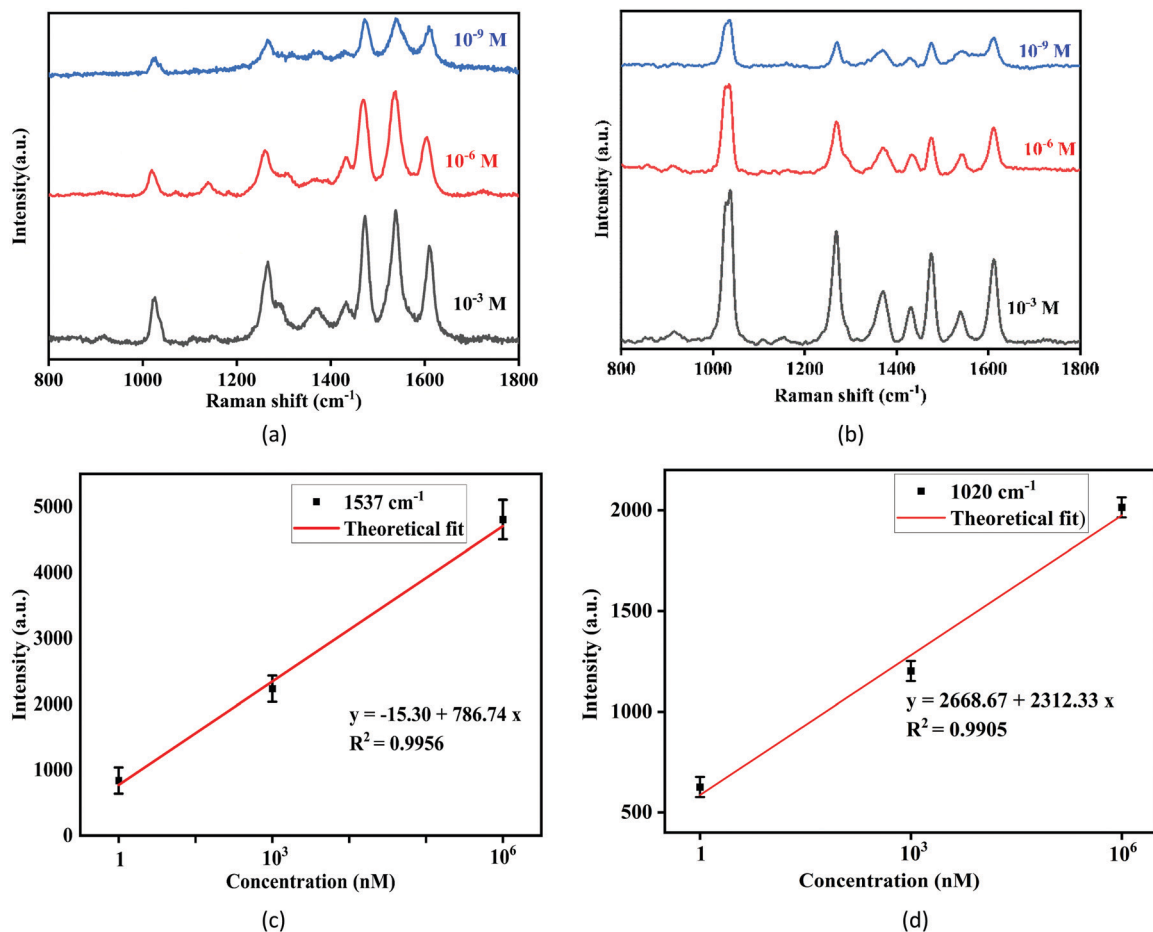 10⁻⁹ M
10⁻⁶ M
10⁻³ M
Intensity(a.u.)
800 1000 1200 1400 1600 1800
Raman shift (cm⁻¹)
(a)
10⁻⁹ M
10⁻⁶ M
10⁻³ M
Intensity (a.u.)
800 1000 1200 1400 1600 1800
Raman shift (cm⁻¹)
(b)
1537 cm⁻¹
Theoretical fit
5000
4000
3000
2000
1000
0
Intensity (a.u.)
y = -15.30 + 786.74 x
R² = 0.9956
1 10³ 10⁶
Concentration (nM)
(c)
1020 cm⁻¹
Theoretical fit)
2000
1500
1000
500
Intensity (a.u.)
y = 2668.67 + 2312.33 x
R² = 0.9905
1 10³ 10⁶
Concentration (nM)
(d)